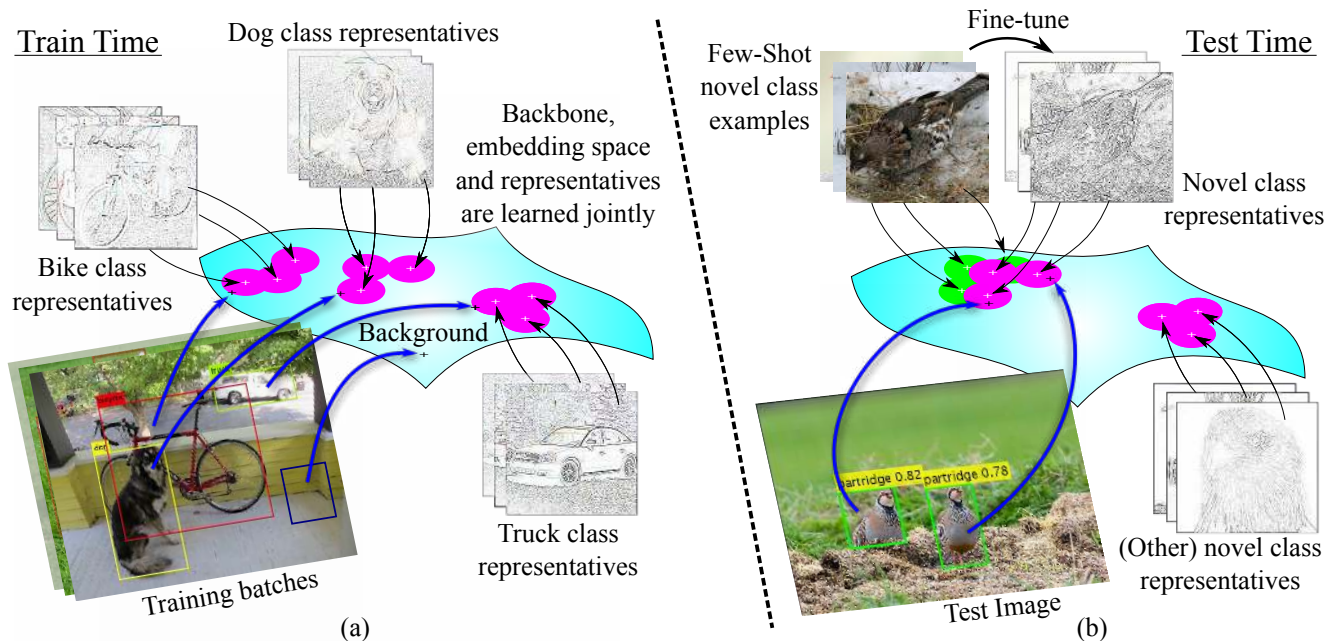 Train Time
Dog class representatives
Bike class
representatives
Backbone,
embedding space
and representatives
are learned jointly
Background
dog
Truck class
representatives
Training batches
(a)
Fine-tune
Test Time
Few-Shot
novel class
examples
Novel class
representatives
partridge 0.82
partridge 0.78
(Other) novel class
representatives
Test Image
(b)